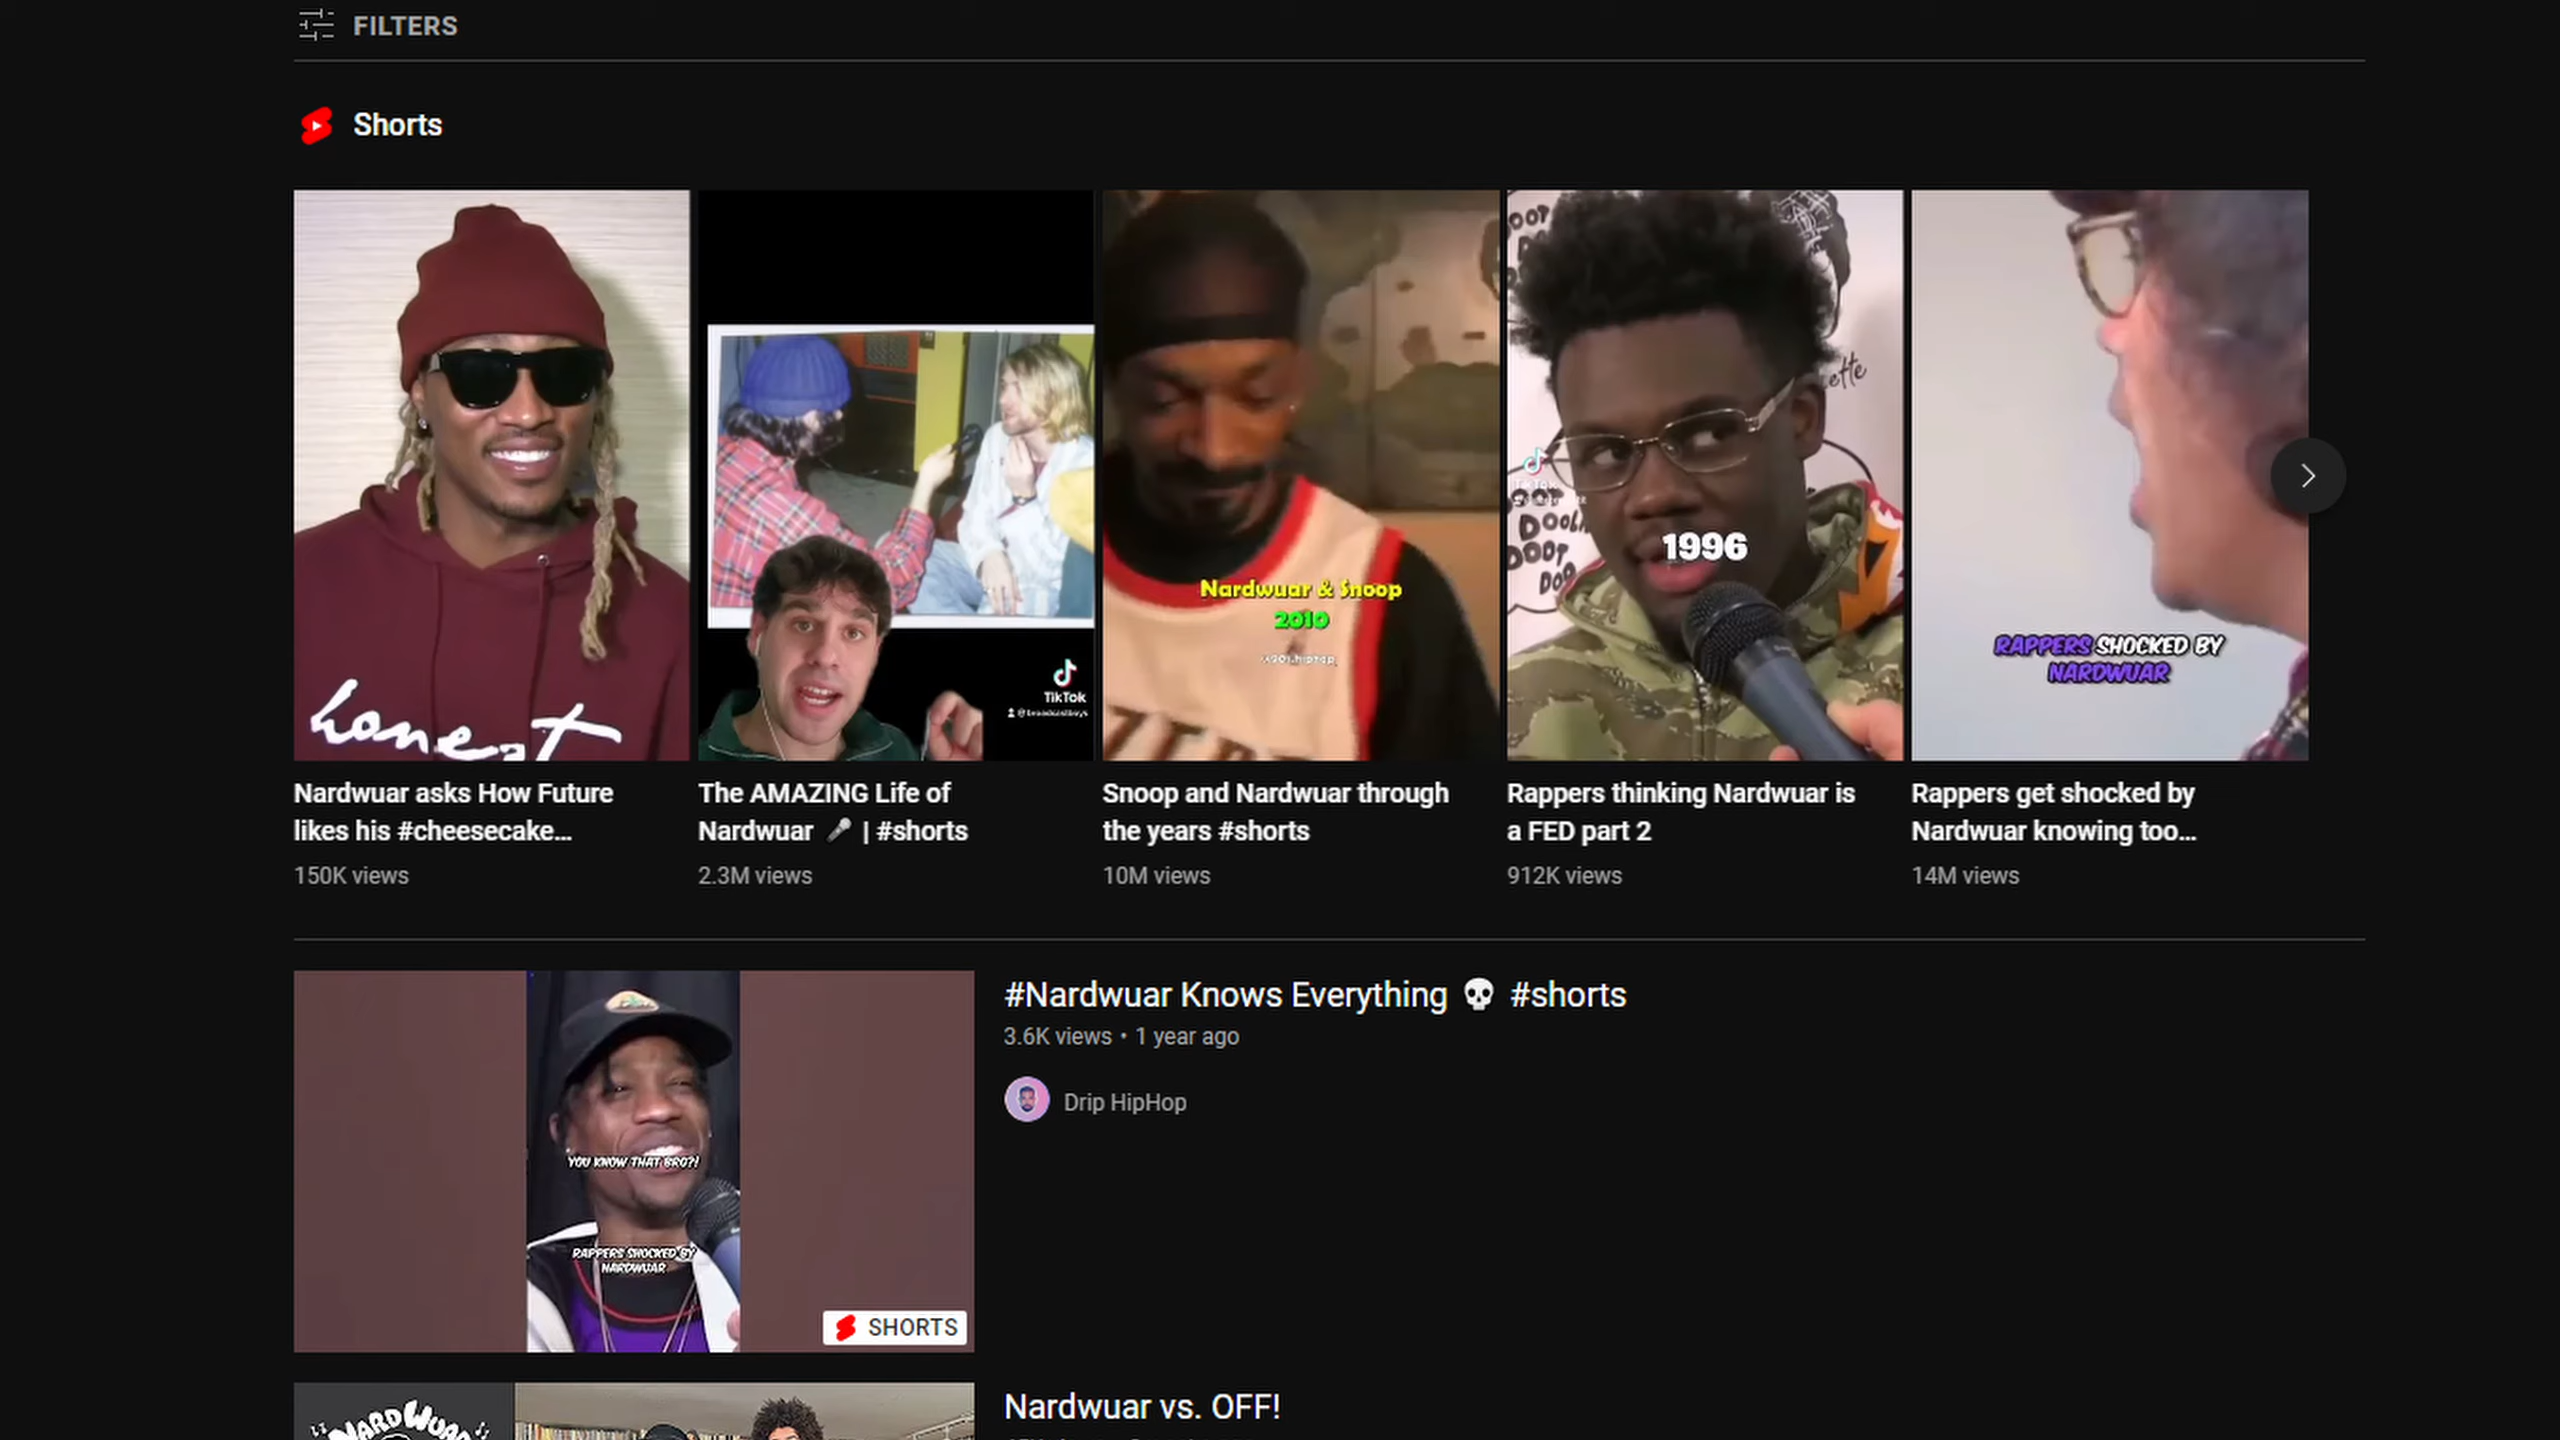 FILTERS
Shorts
honest
TikTok
@broadcastboys
Nardwuar & Snoop
2010
1996
TikTok
DOOT
RAPPERS SHOCKED BY
NARDWUAR
Nardwuar asks How Future
likes his #cheesecake...
150K views
The AMAZING Life of
Nardwuar 🎤 | #shorts
2.3M views
Snoop and Nardwuar through
the years #shorts
10M views
Rappers thinking Nardwuar is
a FED part 2
912K views
Rappers get shocked by
Nardwuar knowing too...
14M views
YOU KNOW THAT BRO?!
RAPPERS SHOCKED BY
NARDWUAR
SHORTS
#Nardwuar Knows Everything 💀 #shorts
3.6K views • 1 year ago
Drip HipHop
NARDWUAR
Nardwuar vs. OFF!